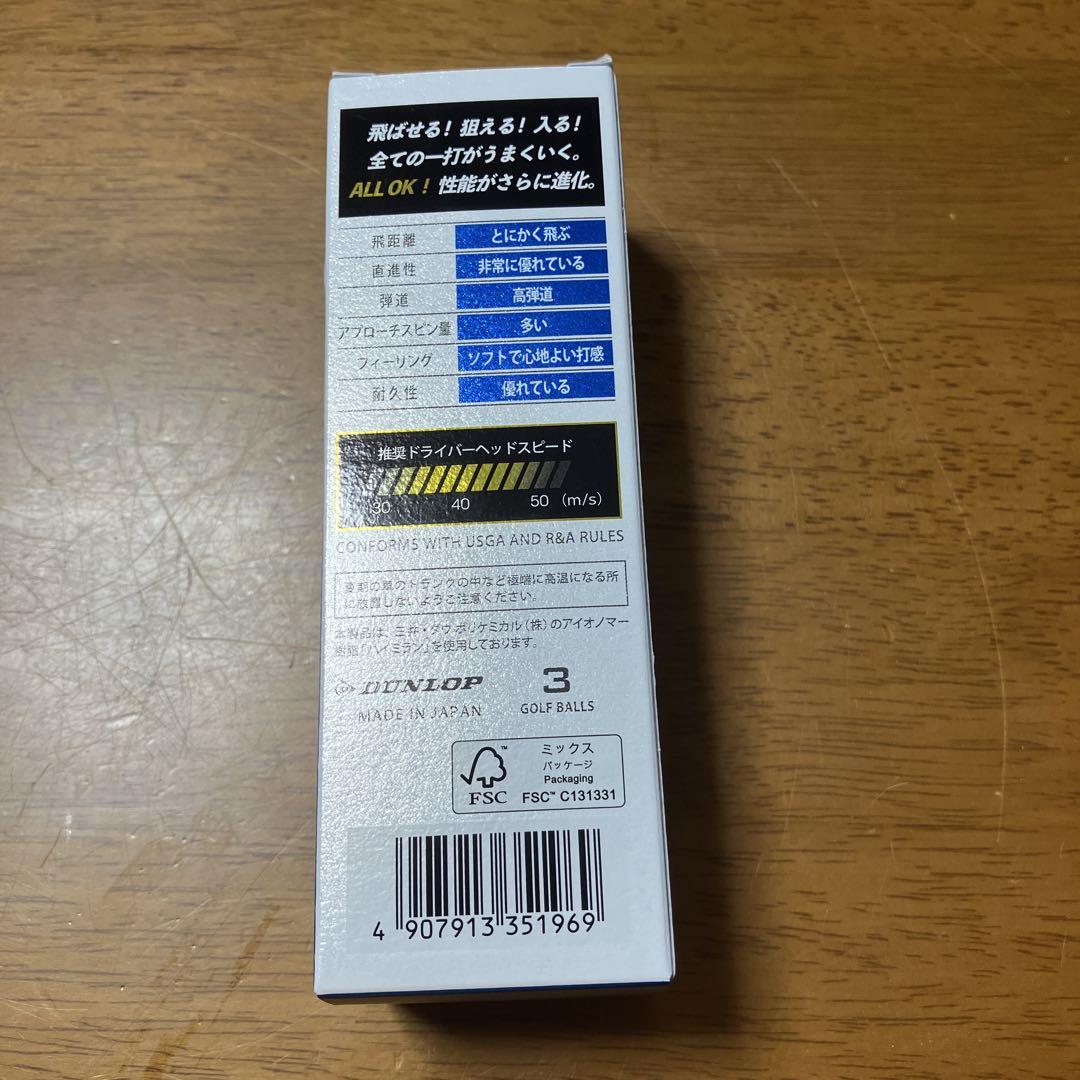 飛ばせる! 狙える! 入る!
全ての一打がうまくいく。
ALL OK! 性能がさらに進化。
飛距離 とにかく飛ぶ
直進性 非常に優れている
弾道 高弾道
アプローチスピン量 多い
フィーリング ソフトで心地よい打感
耐久性 優れている
推奨ドライバーヘッドスピード
30 40 50 (m/s)
CONFORMS WITH USGA AND R&A RULES
夏期の車のトランクの中など極端に高温になる所
に放置しないようご注意ください。
本製品は、三井・ダウ ポリケミカル(株)のアイオノマー
樹脂「ハイミラン」を使用しております。
DUNLOP 3
MADE IN JAPAN GOLF BALLS
ミックス
パッケージ
Packaging
FSC™ C131331
FSC
4 907913 351969